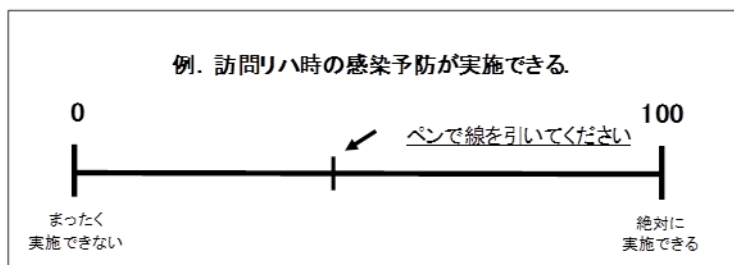 例. 訪問リハ時の感染予防が実施できる.
0
100
ペンで線を引いてください
まったく
実施できない
絶対に
実施できる